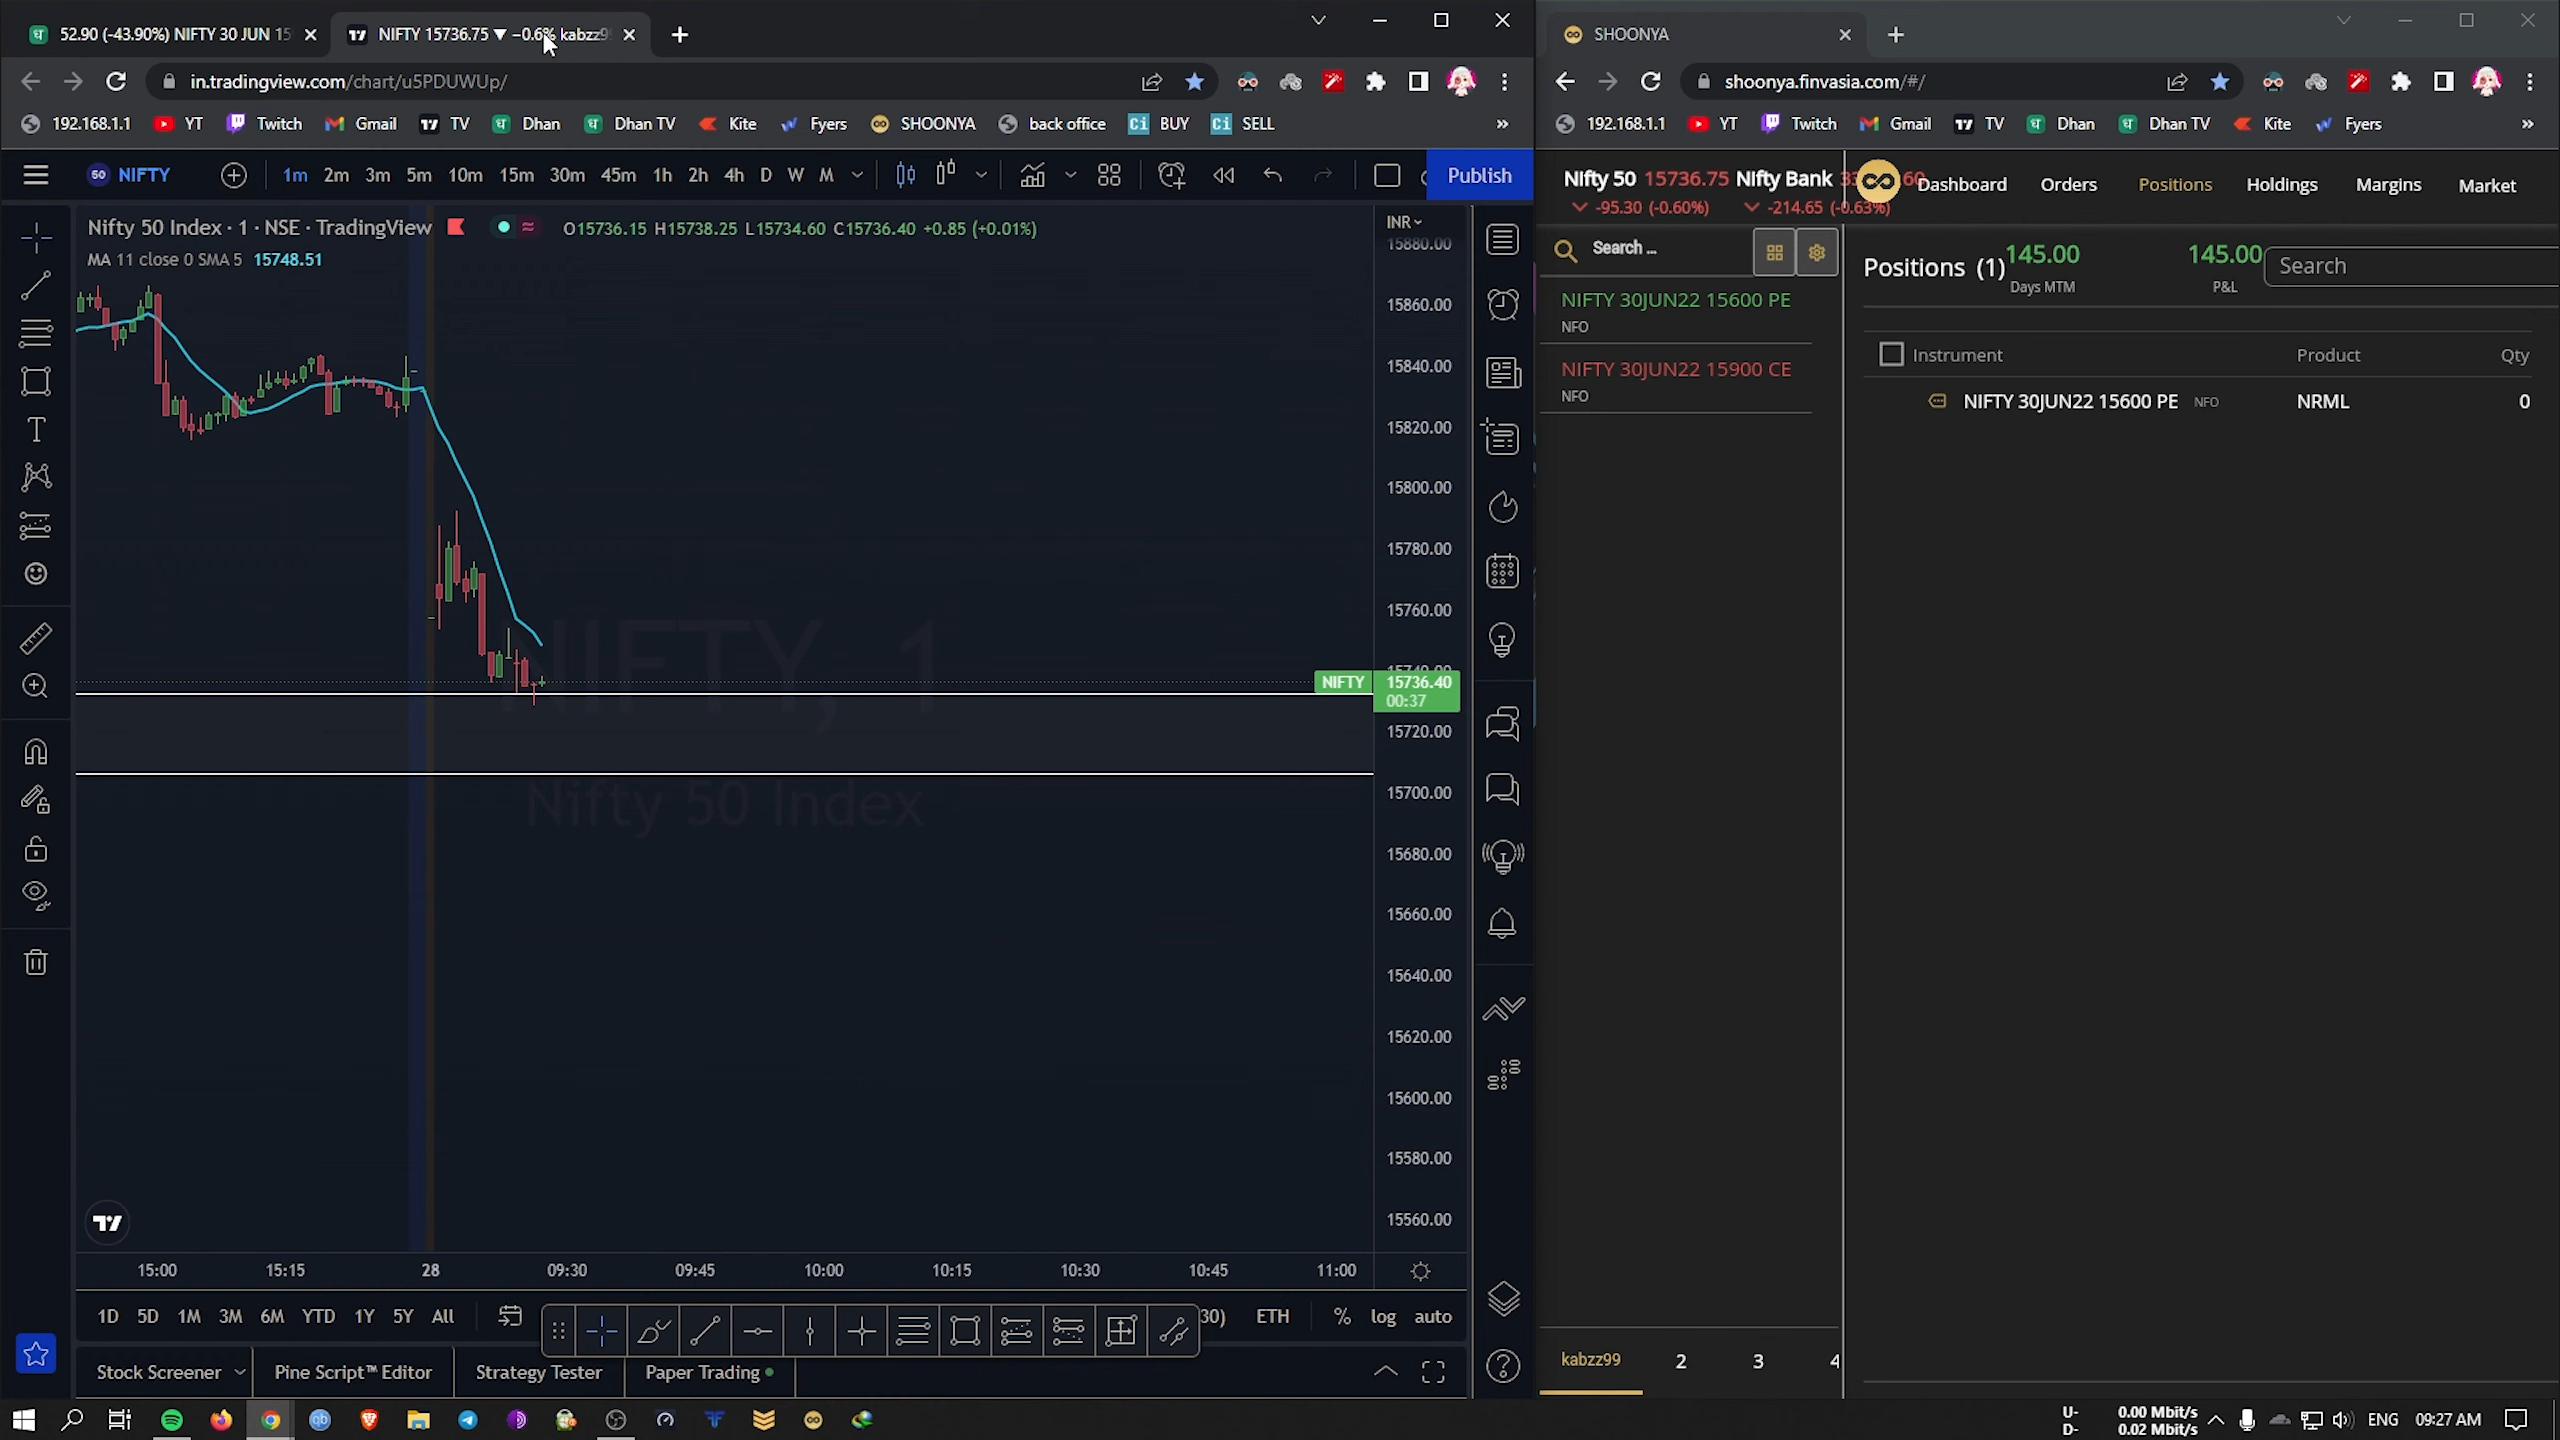 52.90 (-43.90%) NIFTY 30 JUN 15
NIFTY 15736.75 ▼ −0.6% kabzz9
in.tradingview.com/chart/u5PDUWUp/
192.168.1.1 YT Twitch Gmail TV Dhan Dhan TV Kite Fyers SHOONYA back office BUY SELL »
50 NIFTY 1m 2m 3m 5m 10m 15m 30m 45m 1h 2h 4h D W M Publish
Nifty 50 Index · 1 · NSE · TradingView O15736.15 H15738.25 L15734.60 C15736.40 +0.85 (+0.01%)
MA 11 close 0 SMA 5 15748.51
INR
15880.00
15860.00
15840.00
15820.00
15800.00
15780.00
15760.00
15740.00
NIFTY 15736.40
00:37
15720.00
15700.00
15680.00
15660.00
15640.00
15620.00
15600.00
15580.00
15560.00
NIFTY, 1
Nifty 50 Index
15:00 15:15 28 09:30 09:45 10:00 10:15 10:30 10:45 11:00
1D 5D 1M 3M 6M YTD 1Y 5Y All 30) ETH % log auto
Stock Screener Pine Script™ Editor Strategy Tester Paper Trading
SHOONYA
shoonya.finvasia.com/#/
192.168.1.1 YT Twitch Gmail TV Dhan Dhan TV Kite Fyers »
Nifty 50 15736.75 Nifty Bank
-95.30 (-0.60%) -214.65 (-0.63%)
Dashboard Orders Positions Holdings Margins Market
Search ...
NIFTY 30JUN22 15600 PE
NFO
NIFTY 30JUN22 15900 CE
NFO
Positions (1) 145.00 145.00 Search
Days MTM P&L
Instrument Product Qty
NIFTY 30JUN22 15600 PE NFO NRML 0
kabzz99 2 3 4
U- 0.00 Mbit/s
D- 0.02 Mbit/s
ENG 09:27 AM